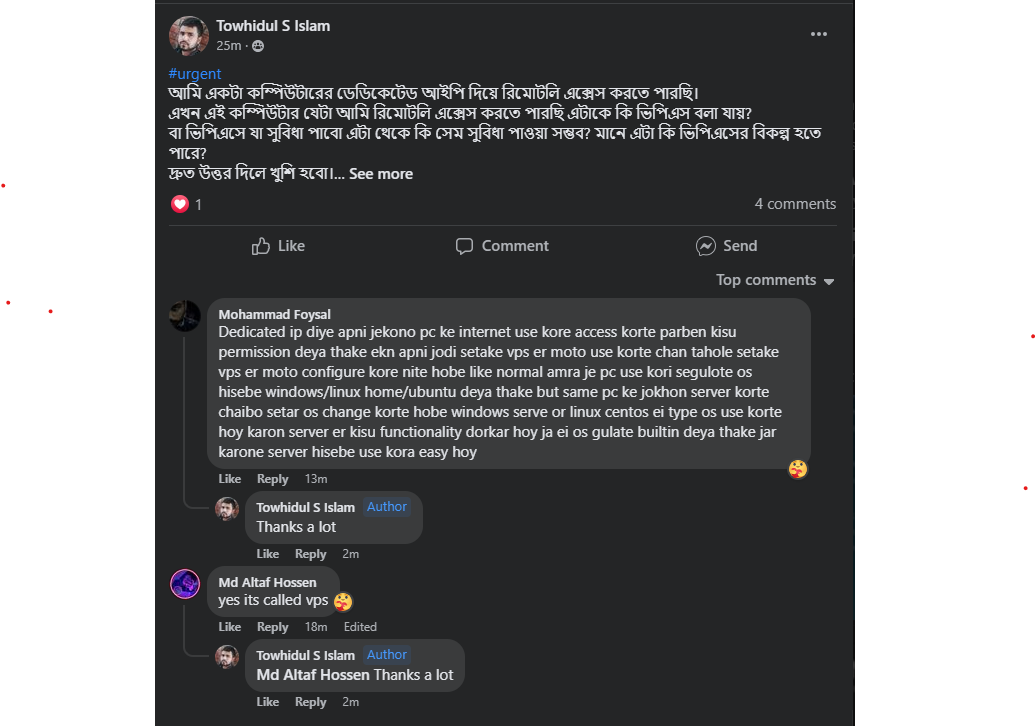 Towhidul S Islam
25m ·
#urgent
আমি একটা কম্পিউটারের ডেডিকেটেড আইপি দিয়ে রিমোটলি এক্সেস করতে পারছি।
এখন এই কম্পিউটার যেটা আমি রিমোটলি এক্সেস করতে পারছি এটাকে কি ভিপিএস বলা যায়?
বা ভিপিএসে যা সুবিধা পাবো এটা থেকে কি সেম সুবিধা পাওয়া সম্ভব? মানে এটা কি ভিপিএসের বিকল্প হতে
পারে?
দ্রুত উত্তর দিলে খুশি হবো।... See more
1
4 comments
Like
Comment
Send
Top comments
Mohammad Foysal
Dedicated ip diye apni jekono pc ke internet use kore access korte parben kisu
permission deya thake ekn apni jodi setake vps er moto use korte chan tahole setake
vps er moto configure kore nite hobe like normal amra je pc use kori segulote os
hisebe windows/linux home/ubuntu deya thake but same pc ke jokhon server korte
chaibo setar os change korte hobe windows serve or linux centos ei type os use korte
hoy karon server er kisu functionality dorkar hoy ja ei os gulate builtin deya thake jar
karone server hisebe use kora easy hoy
Like Reply 13m
Towhidul S Islam Author
Thanks a lot
Like Reply 2m
Md Altaf Hossen
yes its called vps
Like Reply 18m Edited
Towhidul S Islam Author
Md Altaf Hossen Thanks a lot
Like Reply 2m